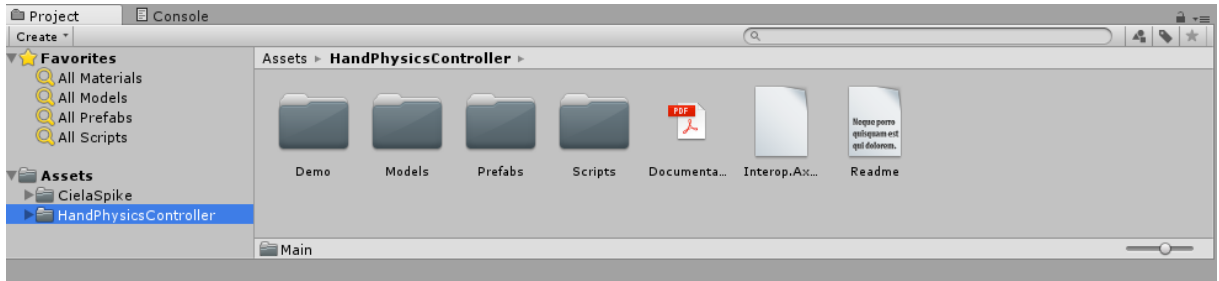 Project
Console
Create
Favorites
All Materials
All Models
All Prefabs
All Scripts
Assets
CielaSpike
HandPhysicsController
Assets HandPhysicsController
PDF
Neque porro
quisquam est
qui dolorem.
Demo Models Prefabs Scripts Documenta... Interop.Ax... Readme
Main